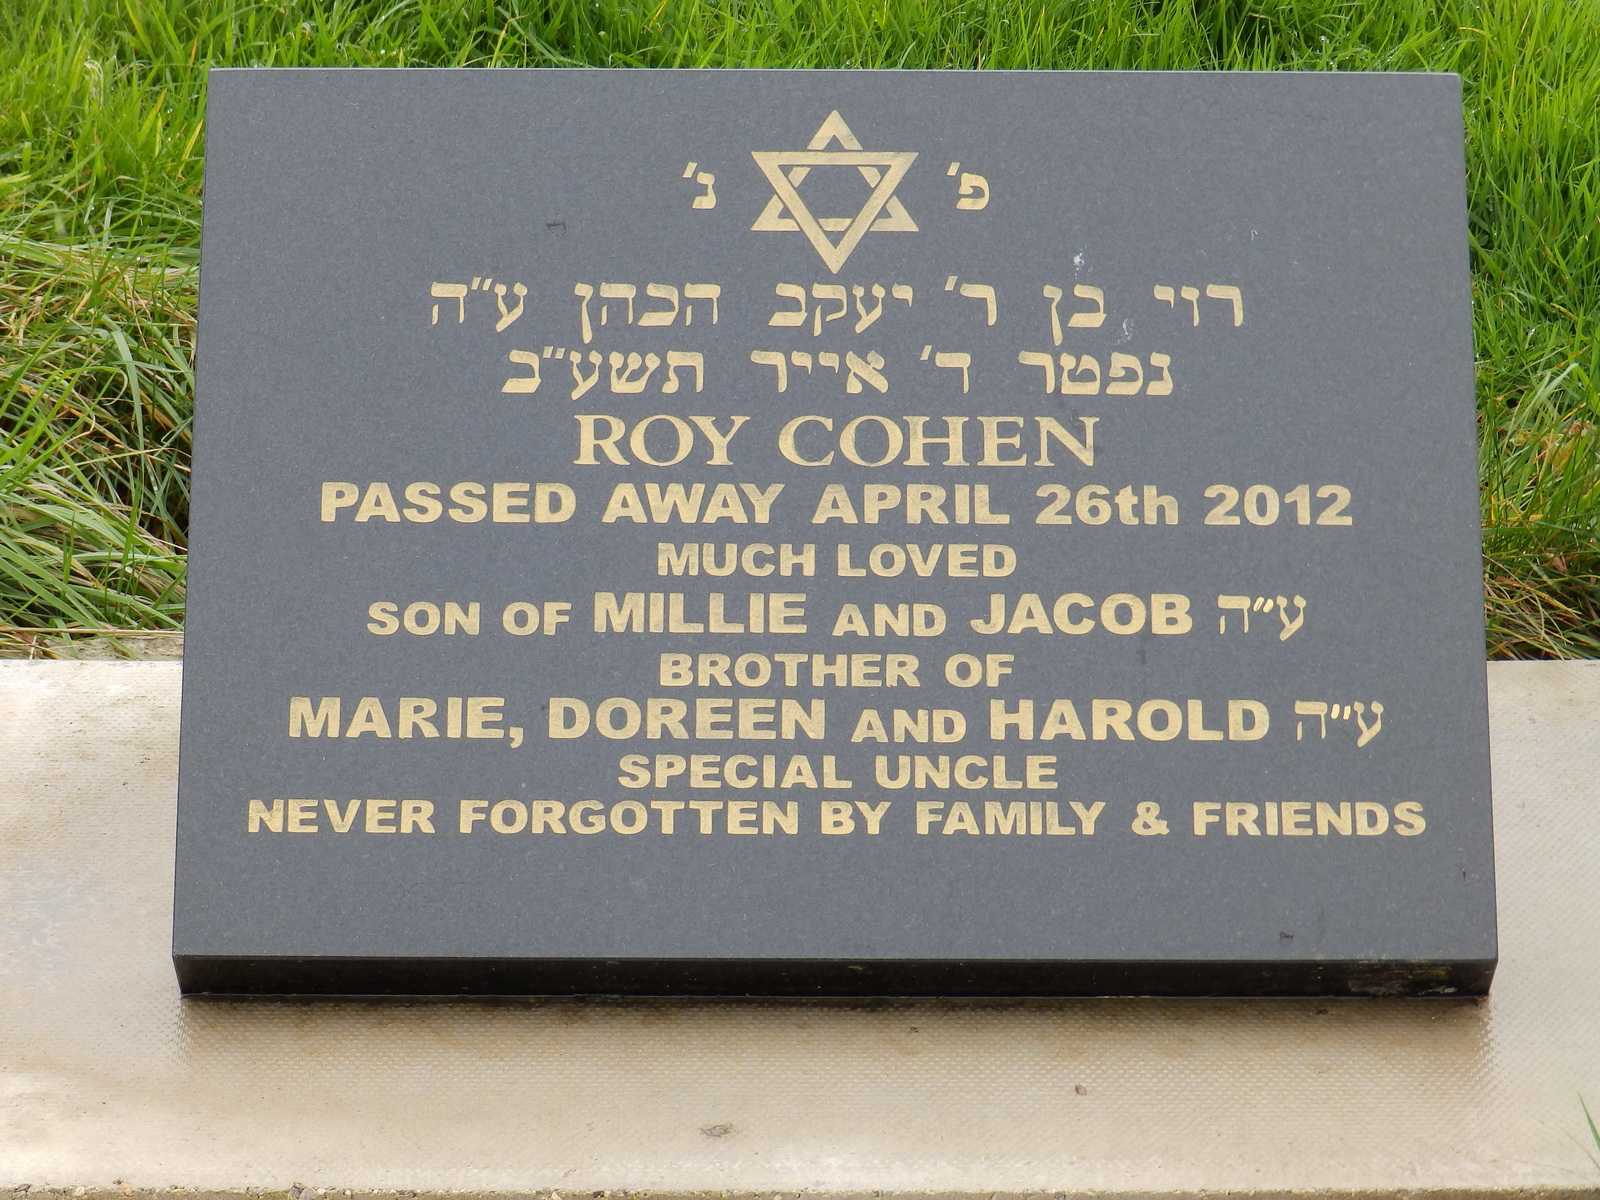 פ' נ'
רוי בן ר' יעקב הכהן ע"ה
נפטר ד' אייר תשע"ב
ROY COHEN
PASSED AWAY APRIL 26th 2012
MUCH LOVED
SON OF MILLIE AND JACOB ע"ה
BROTHER OF
MARIE, DOREEN AND HAROLD ע"ה
SPECIAL UNCLE
NEVER FORGOTTEN BY FAMILY & FRIENDS